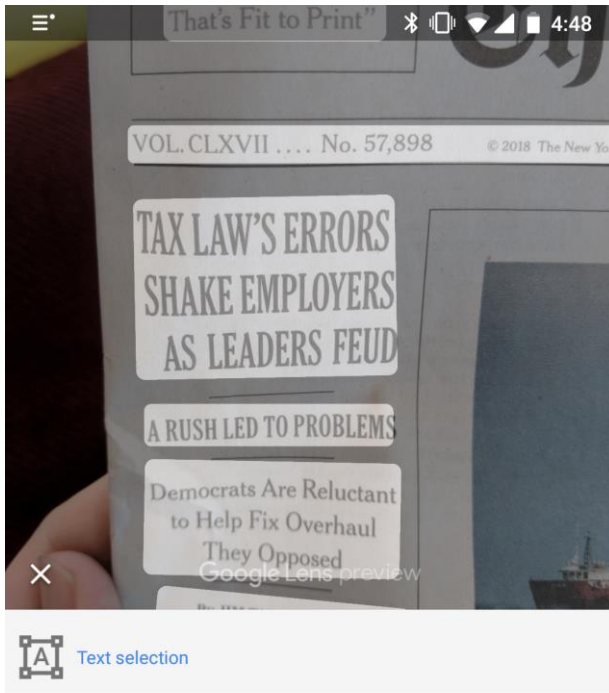 That's Fit to Print"
4:48
VOL. CLXVII .... No. 57,898
© 2018 The New Yo
TAX LAW'S ERRORS
SHAKE EMPLOYERS
AS LEADERS FEUD
A RUSH LED TO PROBLEMS
Democrats Are Reluctant
to Help Fix Overhaul
They Opposed
Google Lens preview
Text selection